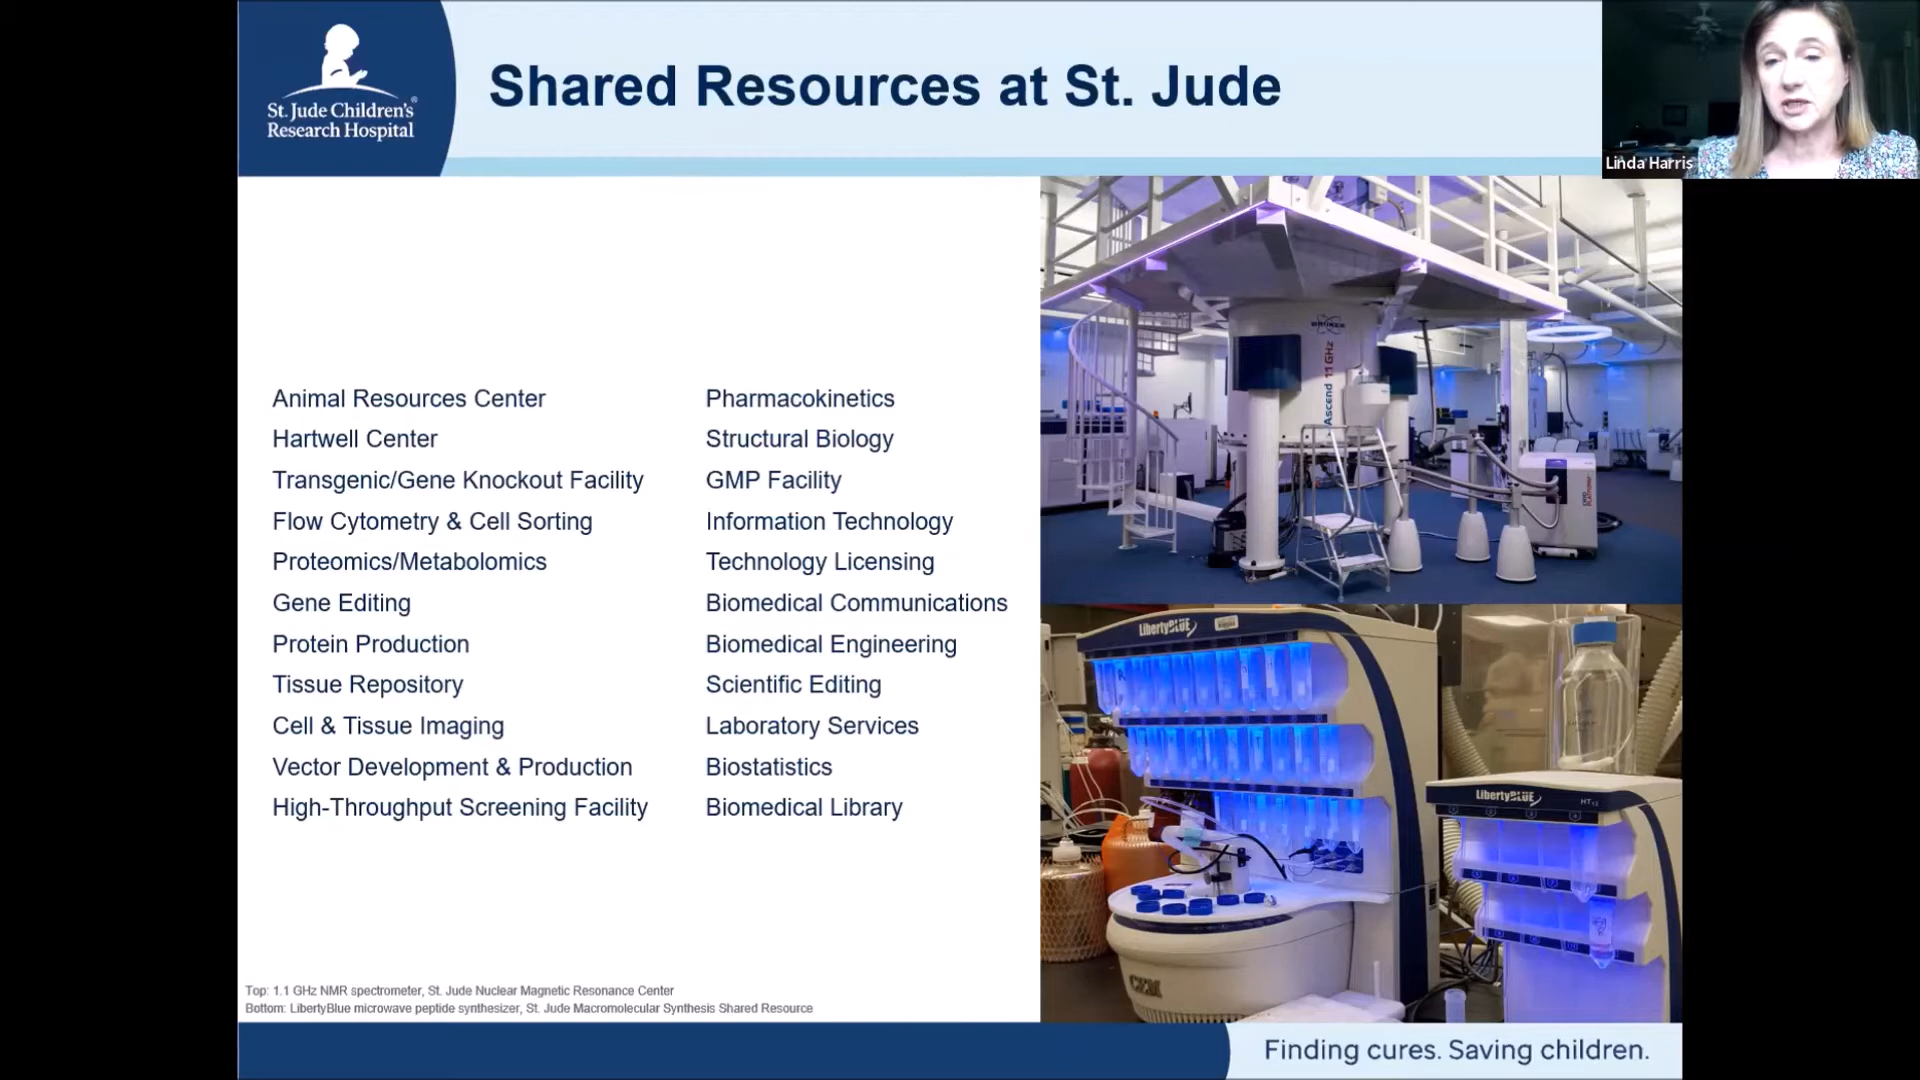 St. Jude Children's®
Research Hospital
Shared Resources at St. Jude
Linda Harris
Animal Resources Center
Hartwell Center
Transgenic/Gene Knockout Facility
Flow Cytometry & Cell Sorting
Proteomics/Metabolomics
Gene Editing
Protein Production
Tissue Repository
Cell & Tissue Imaging
Vector Development & Production
High-Throughput Screening Facility
Pharmacokinetics
Structural Biology
GMP Facility
Information Technology
Technology Licensing
Biomedical Communications
Biomedical Engineering
Scientific Editing
Laboratory Services
Biostatistics
Biomedical Library
BRUKER
Ascend 11GHz
LibertyBLUE
LibertyBLUE
CEM
Top: 1.1 GHz NMR spectrometer, St. Jude Nuclear Magnetic Resonance Center
Bottom: LibertyBlue microwave peptide synthesizer, St. Jude Macromolecular Synthesis Shared Resource
Finding cures. Saving children.